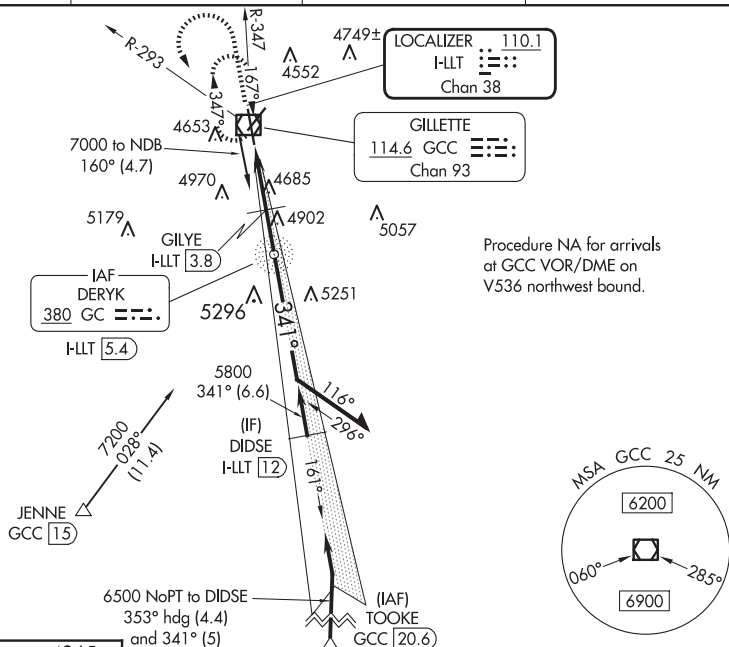 R-347
R-293
4749±
4552
LOCALIZER 110.1
I-LLT
Chan 38
167°
347°
4653
GILLETTE
114.6 GCC
Chan 93
7000 to NDB
160° (4.7)
4970
4685
5179
4902
5057
GILYE
I-LLT 3.8
Procedure NA for arrivals
at GCC VOR/DME on
V536 northwest bound.
IAF
DERYK
380 GC
I-LLT 5.4
5296
5251
341°
5800
341° (6.6)
116°
296°
(IF)
DIDSE
I-LLT 12
161°
7200
028°
(11.4)
JENNE
GCC 15
MSA GCC 25 NM
6200
060°
285°
6900
6500 NoPT to DIDSE
353° hdg (4.4)
and 341° (5)
(IAF)
TOOKE
GCC 20.6